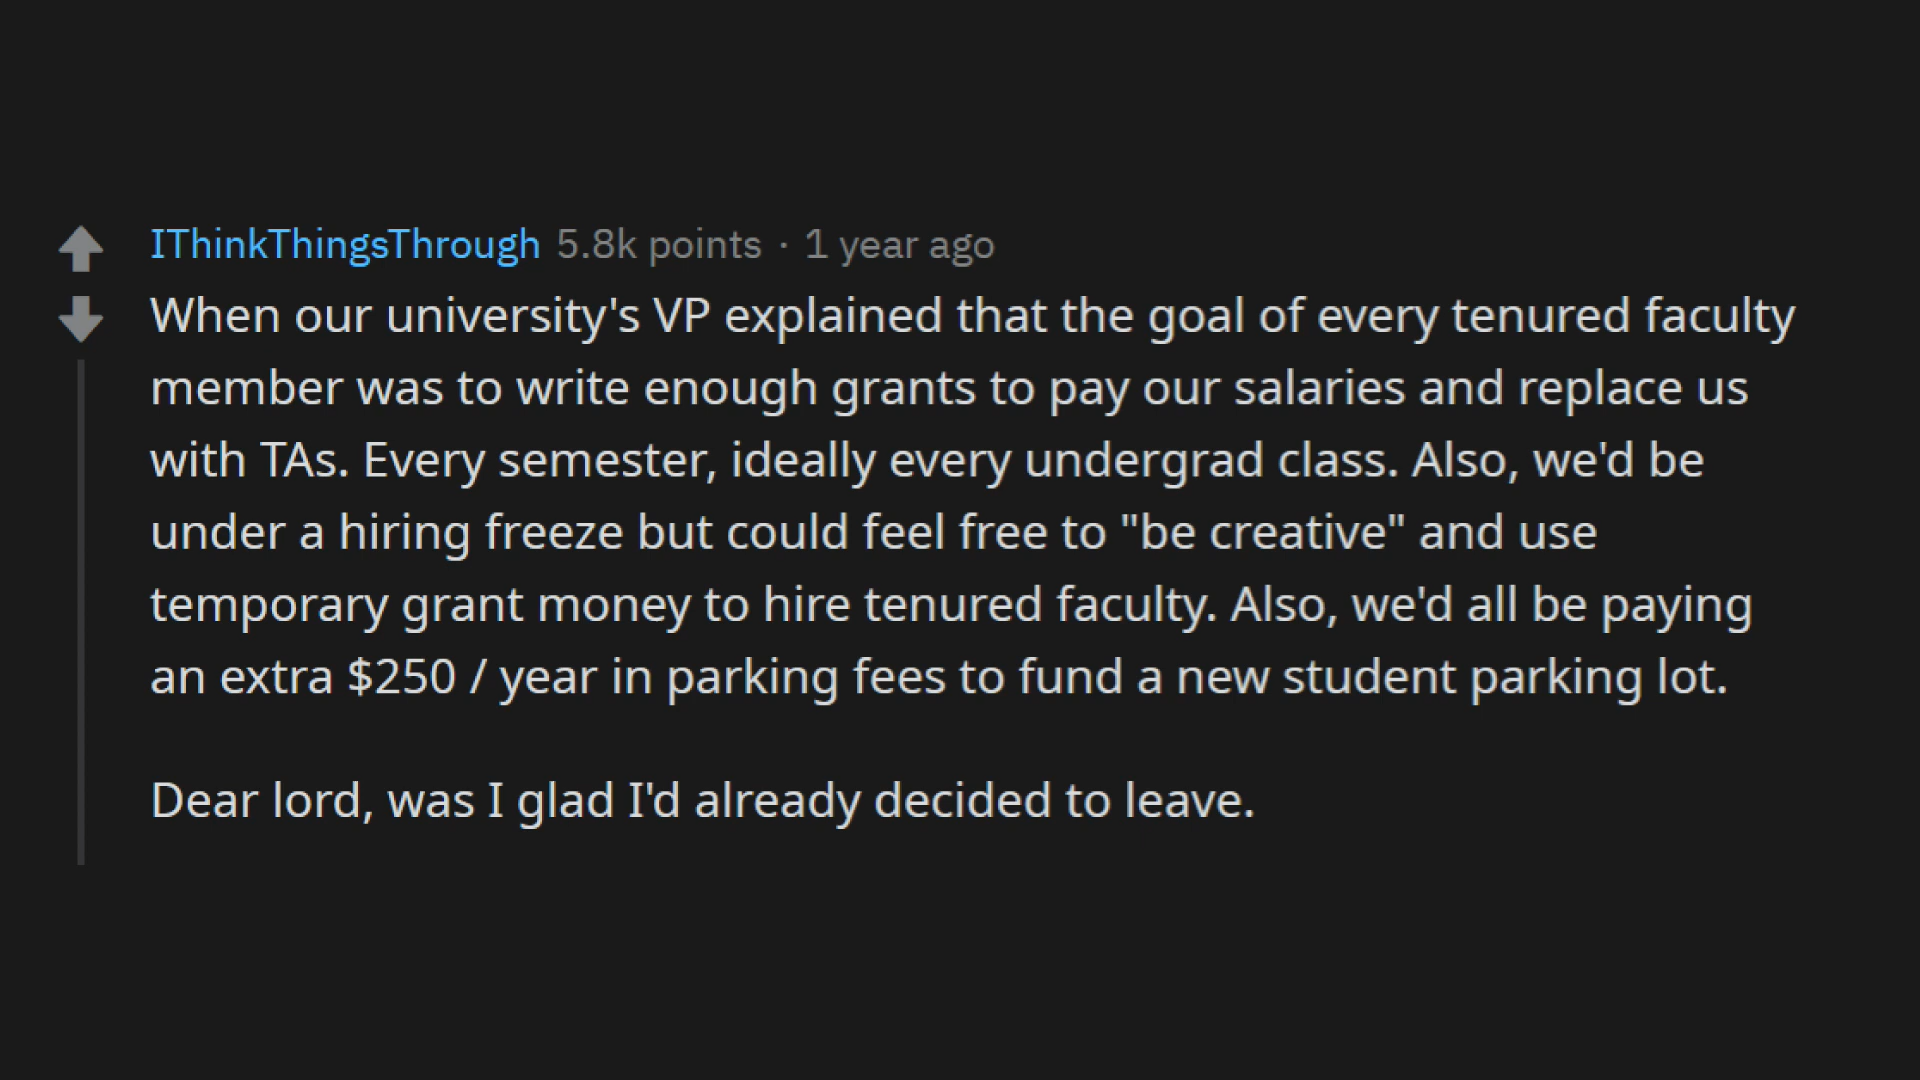 IThinkThingsThrough 5.8k points · 1 year ago
When our university's VP explained that the goal of every tenured faculty
member was to write enough grants to pay our salaries and replace us
with TAs. Every semester, ideally every undergrad class. Also, we'd be
under a hiring freeze but could feel free to "be creative" and use
temporary grant money to hire tenured faculty. Also, we'd all be paying
an extra $250 / year in parking fees to fund a new student parking lot.
Dear lord, was I glad I'd already decided to leave.